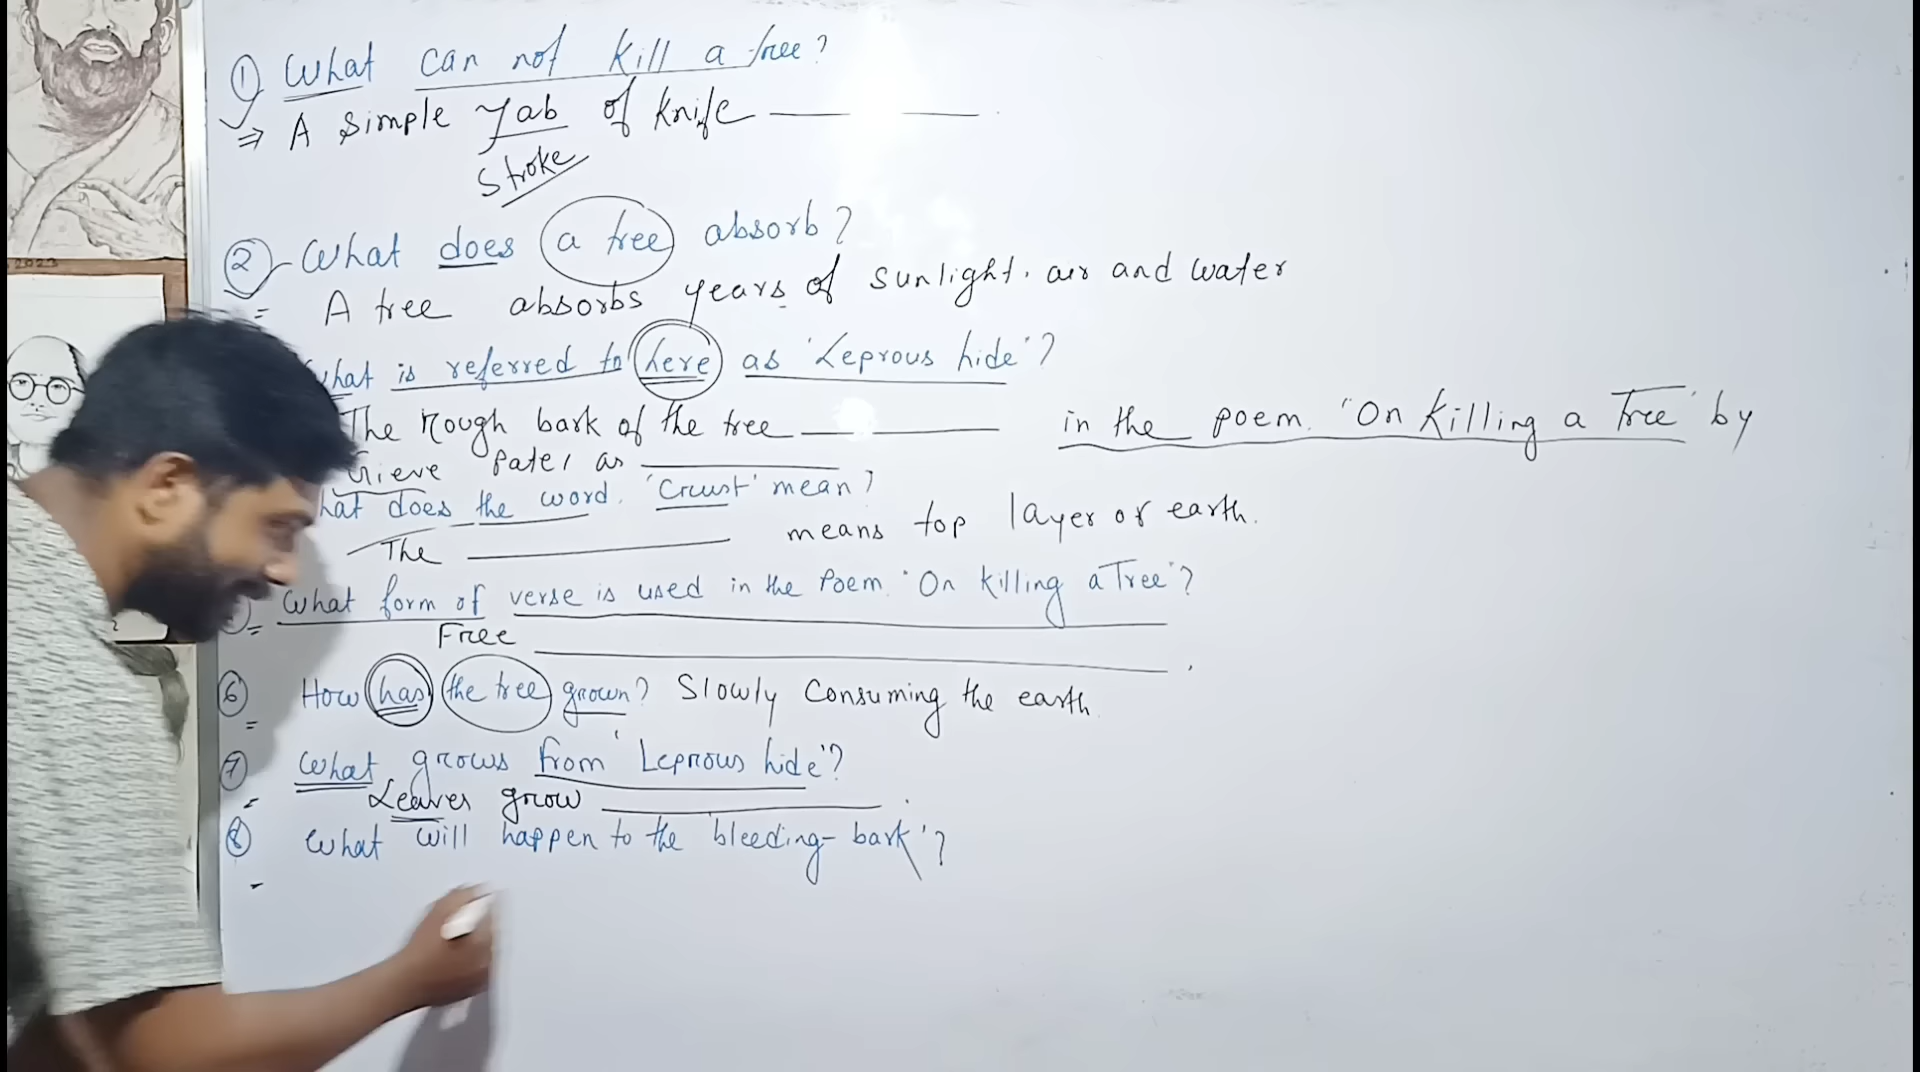 ① What can not kill a tree?
⇒ A simple Jab of knife
stroke
② What does a tree absorb?
= A tree absorbs years of sunlight. air and water
What is referred to here as 'Leprous hide'?
The rough bark of the tree in the poem. 'On killing a Tree' by
Gieve Patel as
hat does the word. 'Crust' mean?
The means top layer of earth.
What form of verse is used in the Poem. 'On killing a Tree'?
= Free
⑥ How has the tree grown? Slowly Consuming the earth
=
⑦ What grows from 'Leprous hide'?
= Leaves grow
⑧ What will happen to the 'bleeding-bark'?
-
2023